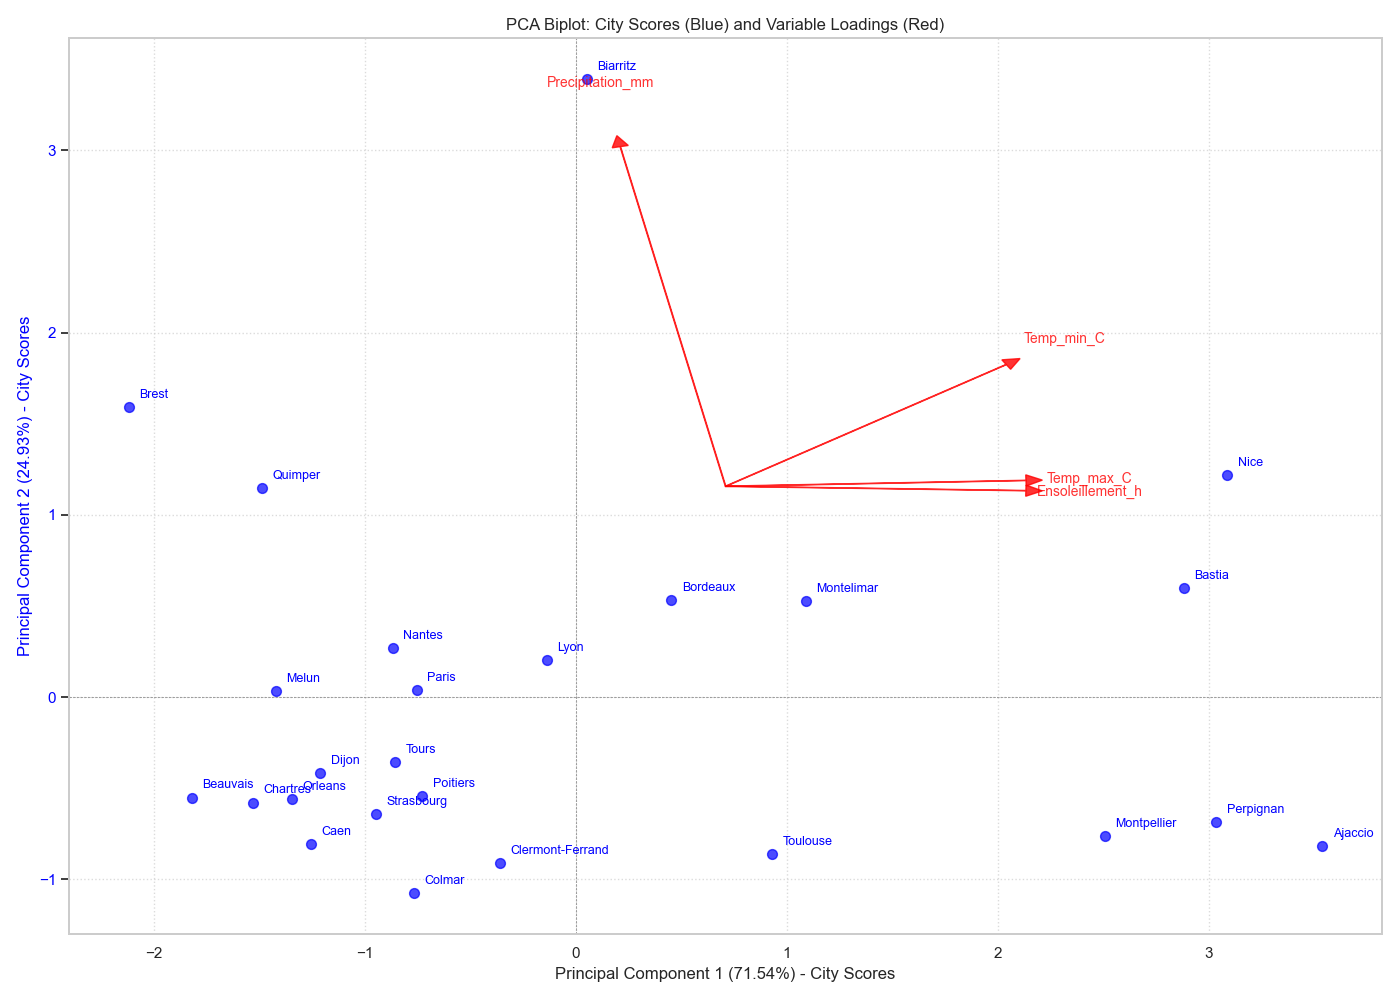 PCA Biplot: City Scores (Blue) and Variable Loadings (Red)
Biarritz
Precipitation_mm
3
Temp_min_C
2
Brest
Quimper
Nice
Temp_max_C
Ensoleillement_h
1
Bastia
Bordeaux
Montelimar
Nantes
Lyon
Melun
Paris
0
Tours
Dijon
Beauvais
Chartres
Orleans
Poitiers
Strasbourg
Perpignan
Montpellier
Caen
Ajaccio
Toulouse
Clermont-Ferrand
Colmar
−1
Principal Component 2 (24.93%) - City Scores
−2
−1
0
1
2
3
Principal Component 1 (71.54%) - City Scores